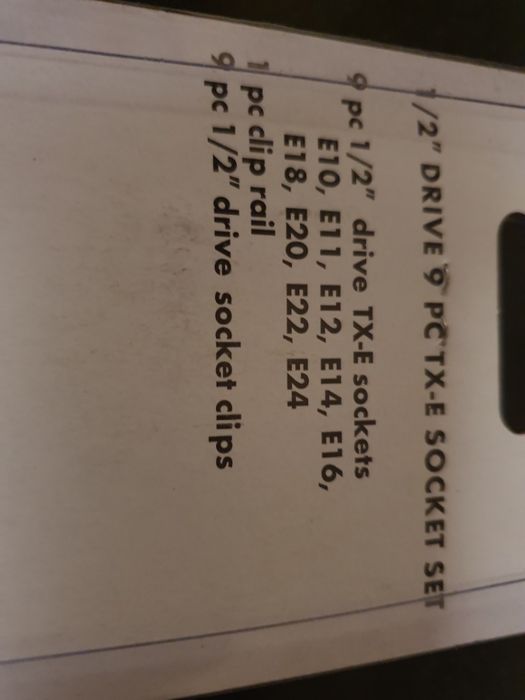 1/2" DRIVE 9 PC TX-E SOCKET SET
9 pc 1/2" drive TX-E sockets
E10, E11, E12, E14, E16,
E18, E20, E22, E24
1 pc clip rail
9 pc 1/2" drive socket clips